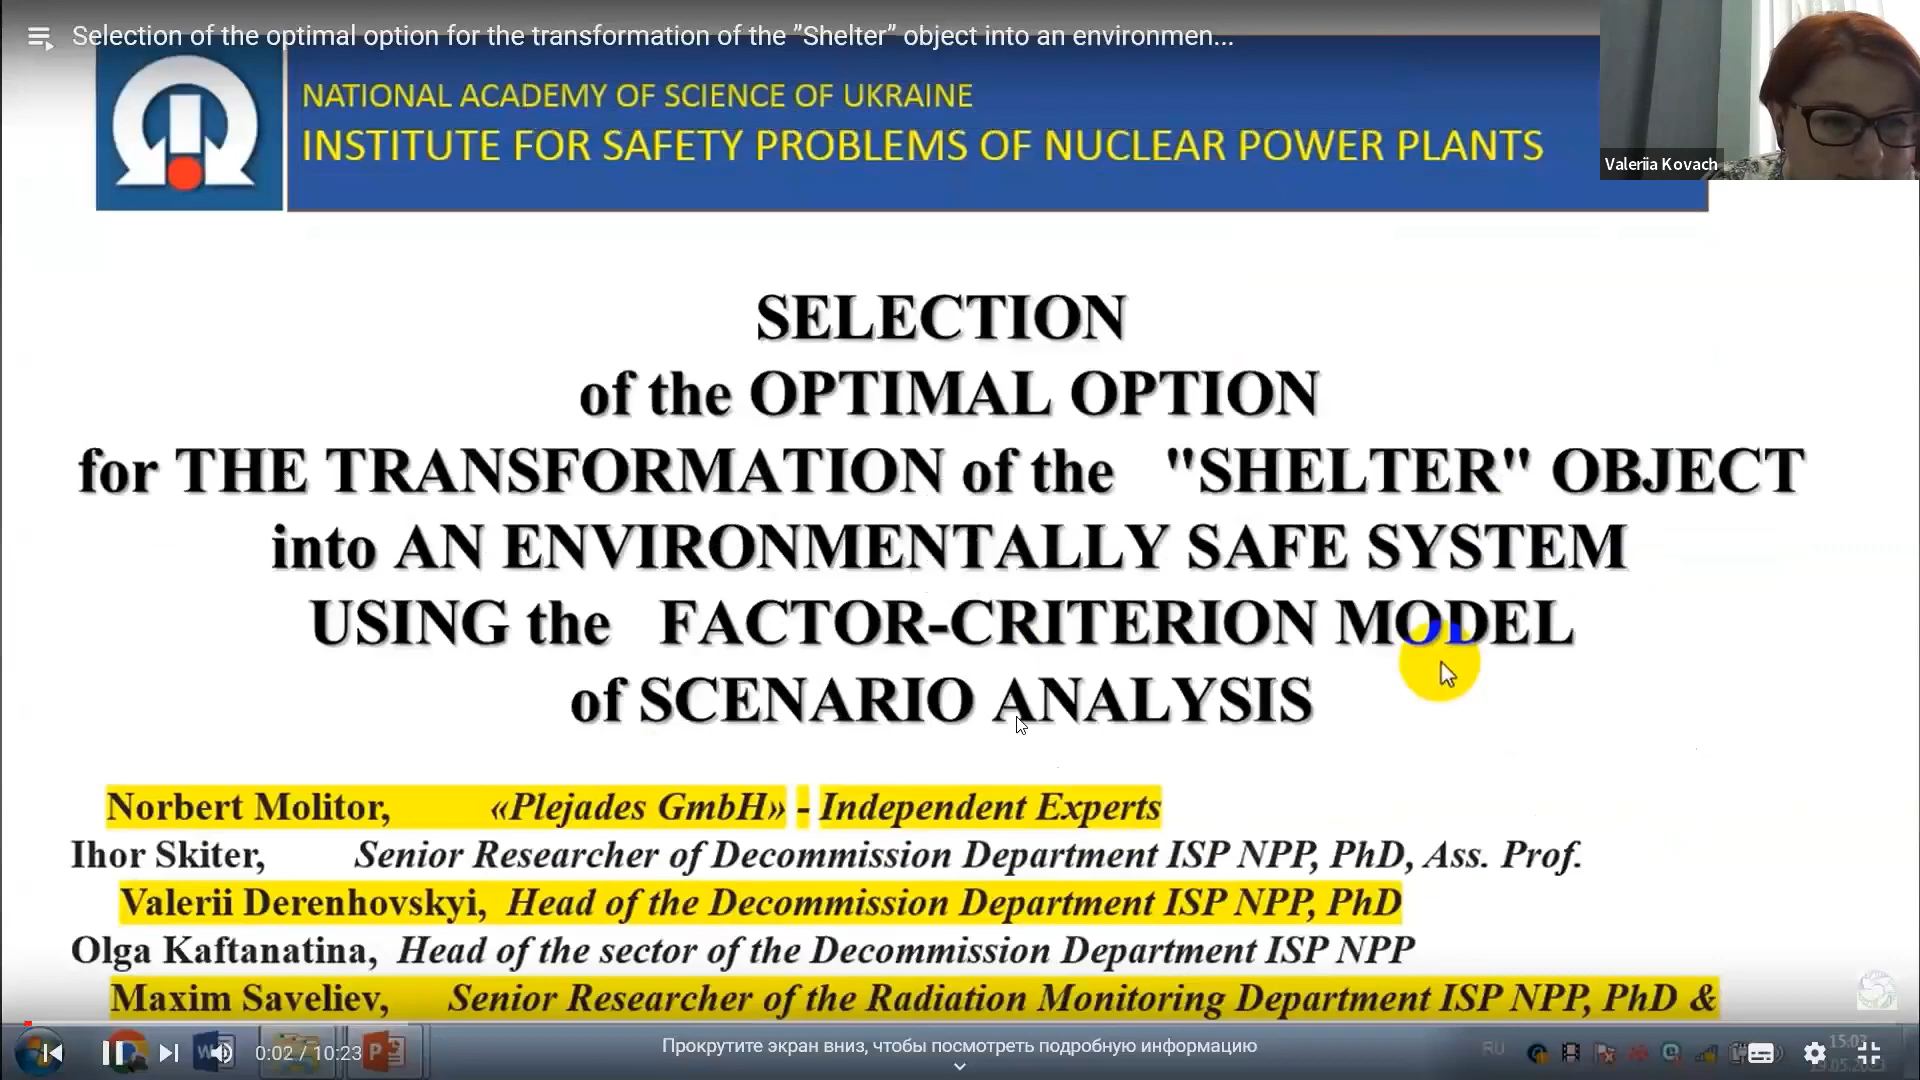 Selection of the optimal option for the transformation of the ”Shelter” object into an environmen...
NATIONAL ACADEMY OF SCIENCE OF UKRAINE
INSTITUTE FOR SAFETY PROBLEMS OF NUCLEAR POWER PLANTS
Valeriia Kovach
SELECTION
of the OPTIMAL OPTION
for THE TRANSFORMATION of the "SHELTER" OBJECT
into AN ENVIRONMENTALLY SAFE SYSTEM
USING the FACTOR-CRITERION MODEL
of SCENARIO ANALYSIS
Norbert Molitor, «Plejades GmbH» - Independent Experts
Ihor Skiter, Senior Researcher of Decommission Department ISP NPP, PhD, Ass. Prof.
Valerii Derenhovskyi, Head of the Decommission Department ISP NPP, PhD
Olga Kaftanatina, Head of the sector of the Decommission Department ISP NPP
Maxim Saveliev, Senior Researcher of the Radiation Monitoring Department ISP NPP, PhD &
0:02 / 10:23
Прокрутите экран вниз, чтобы посмотреть подробную информацию
RU